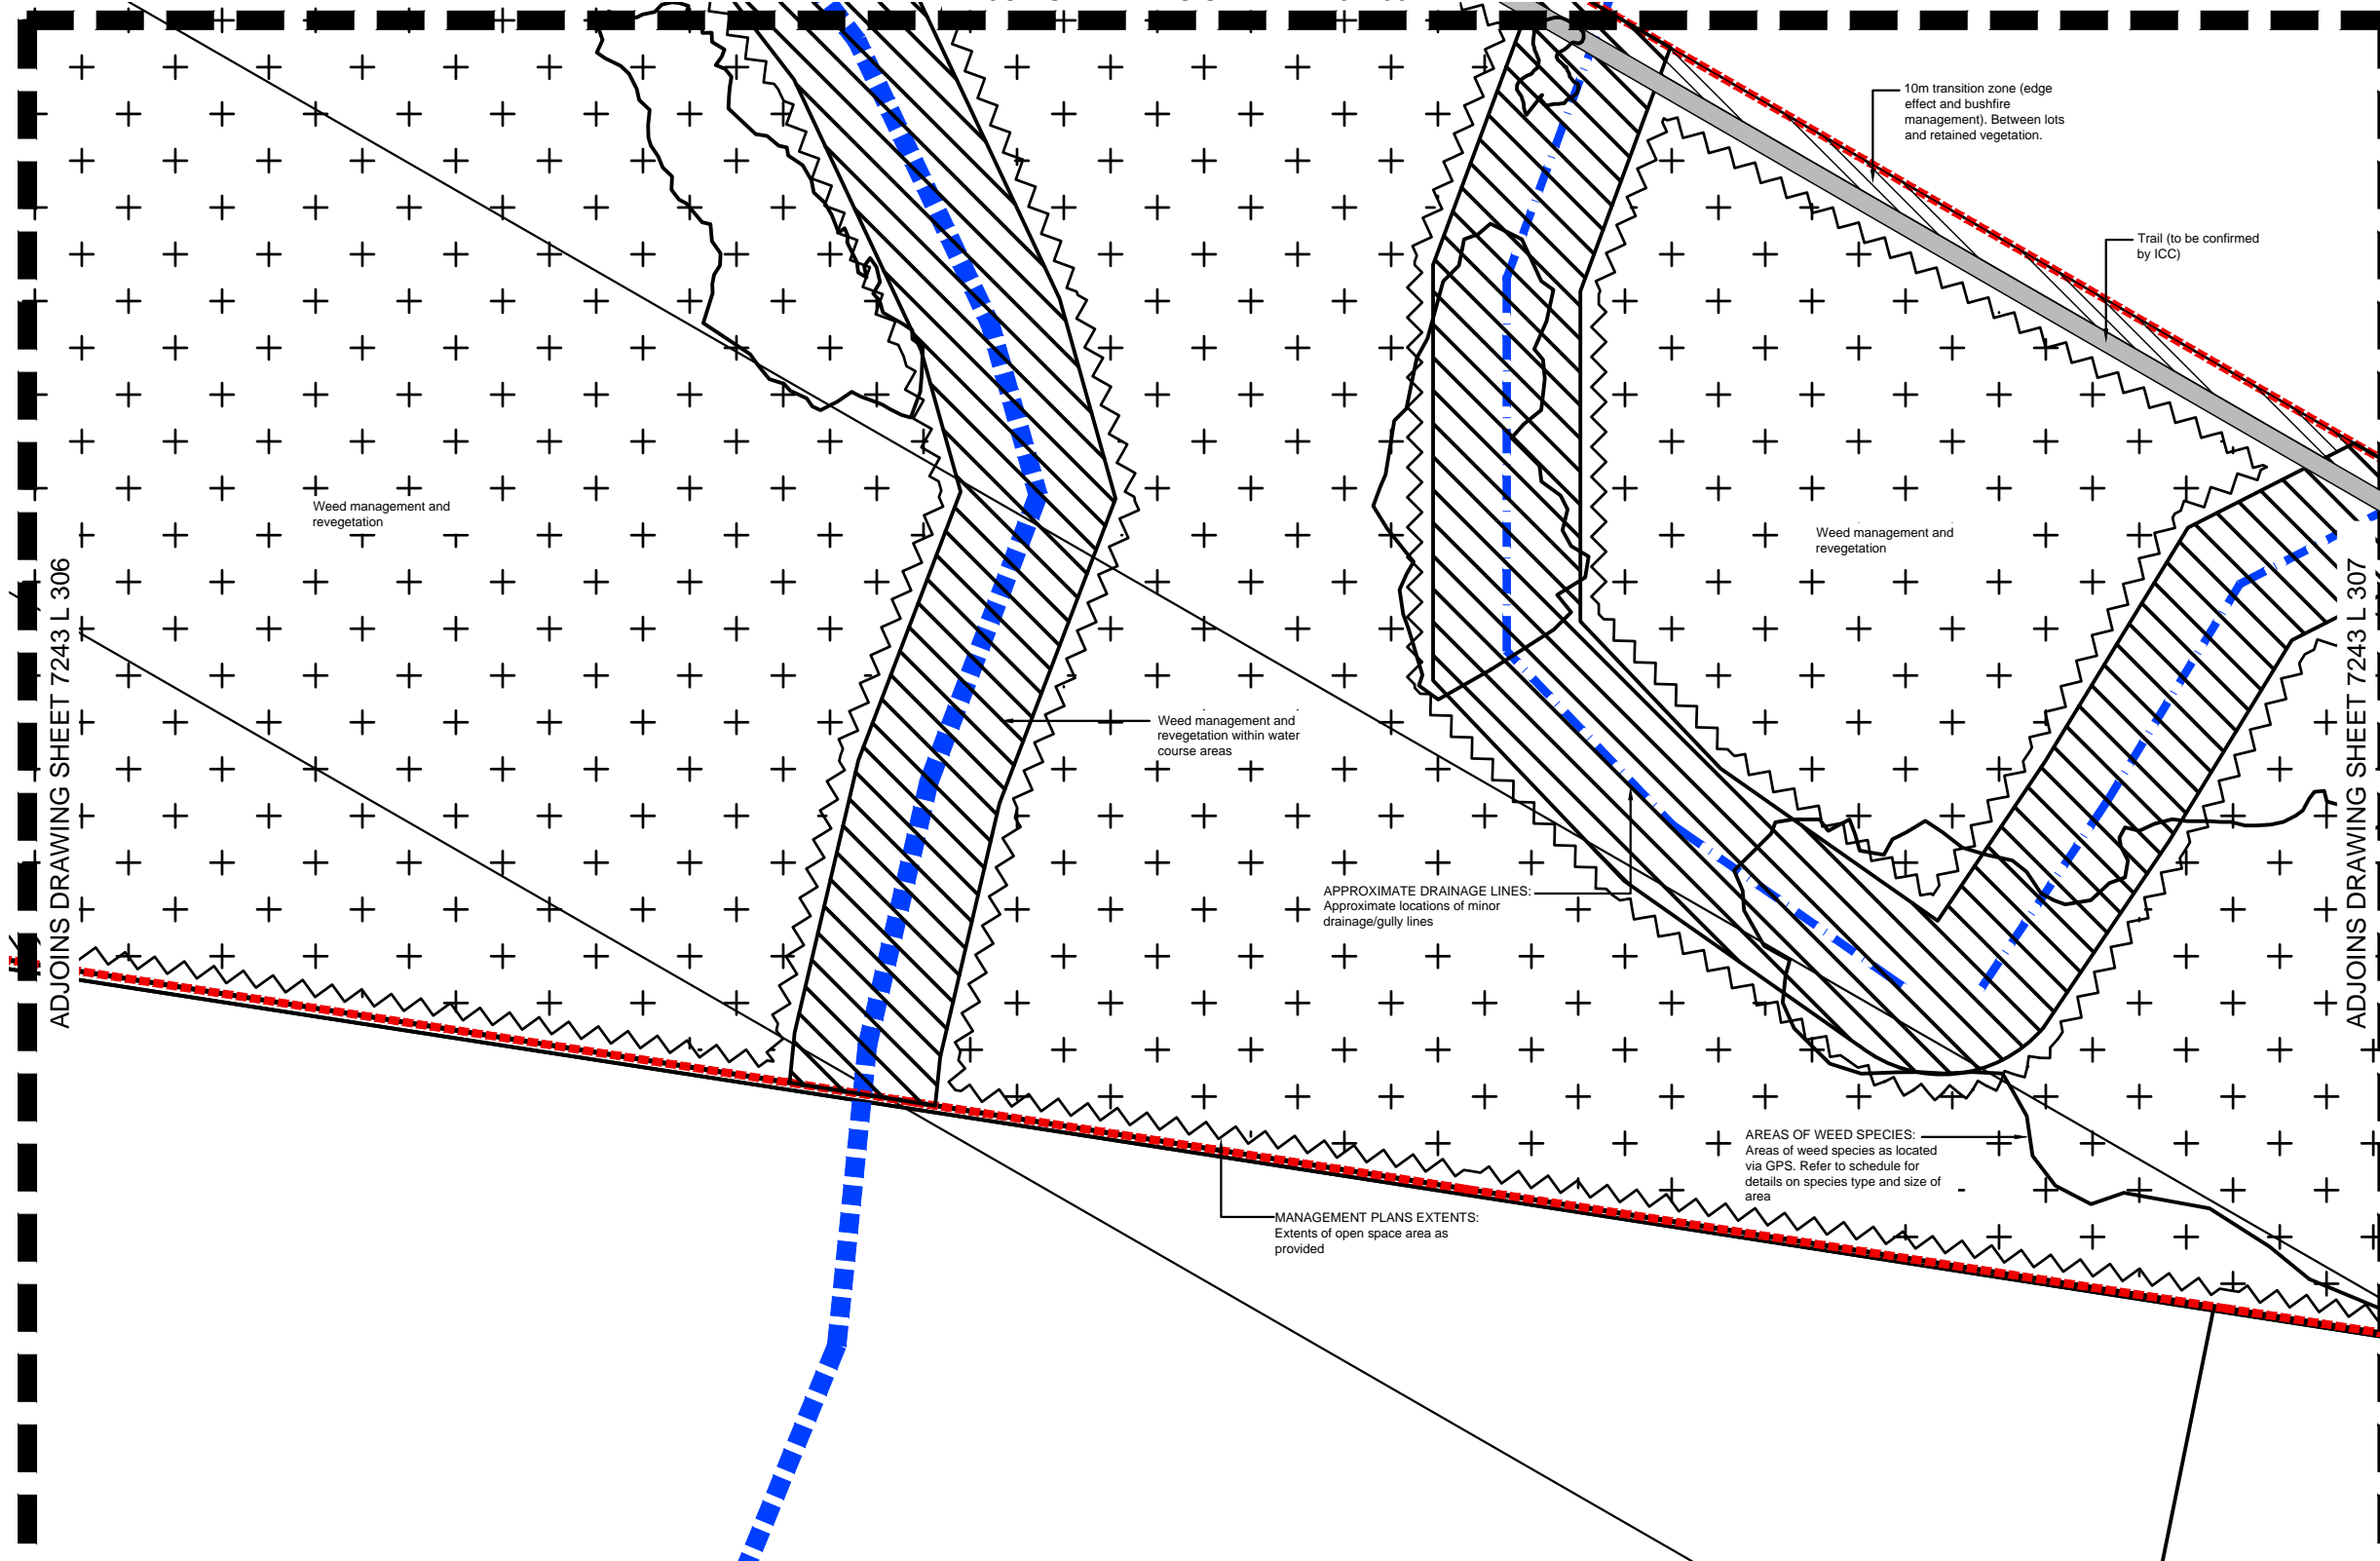 10m transition zone (edge
effect and bushfire
management). Between lots
and retained vegetation.
Trail (to be confirmed
by ICC)
Weed management and
revegetation
Weed management and
revegetation
ADJOINS DRAWING SHEET 7243 L 306
ADJOINS DRAWING SHEET 7243 L 307
Weed management and
revegetation within water
course areas
APPROXIMATE DRAINAGE LINES:
Approximate locations of minor
drainage/gully lines
AREAS OF WEED SPECIES:
Areas of weed species as located
via GPS. Refer to schedule for
details on species type and size of
area
MANAGEMENT PLANS EXTENTS:
Extents of open space area as
provided